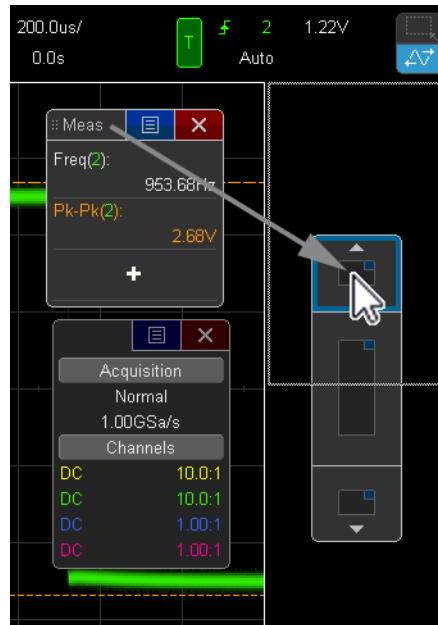 200.0us/ T 2 1.22V
0.0s Auto
Meas
Freq(2):
953.68Hz
Pk-Pk(2):
2.68V
+
Acquisition
Normal
1.00GSa/s
Channels
DC 10.0:1
DC 10.0:1
DC 1.00:1
DC 1.00:1